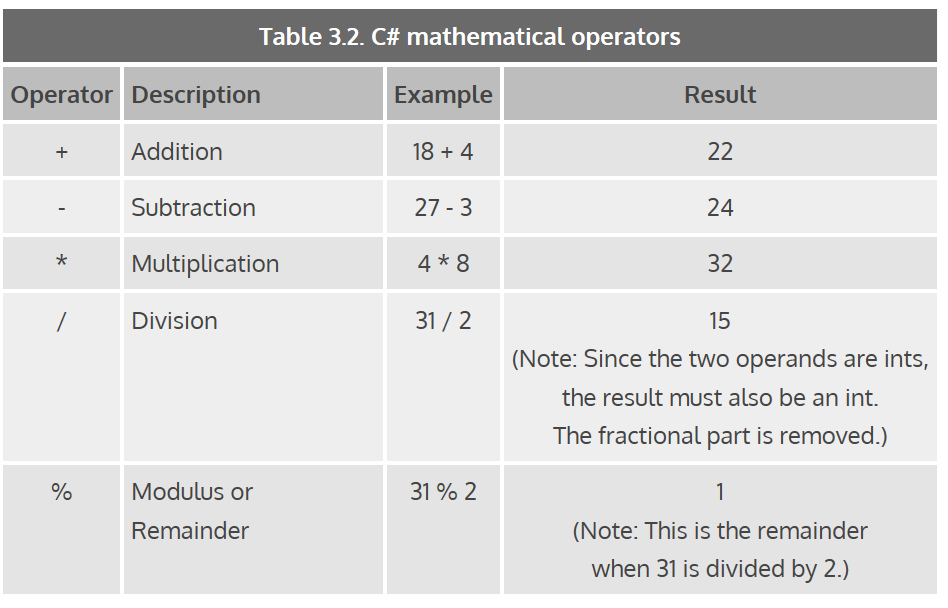 Table 3.2. C# mathematical operators
Operator Description Example Result
+ Addition 18 + 4 22
- Subtraction 27 - 3 24
* Multiplication 4 * 8 32
/ Division 31 / 2 15
(Note: Since the two operands are ints,
the result must also be an int.
The fractional part is removed.)
% Modulus or 31 % 2 1
Remainder (Note: This is the remainder
when 31 is divided by 2.)